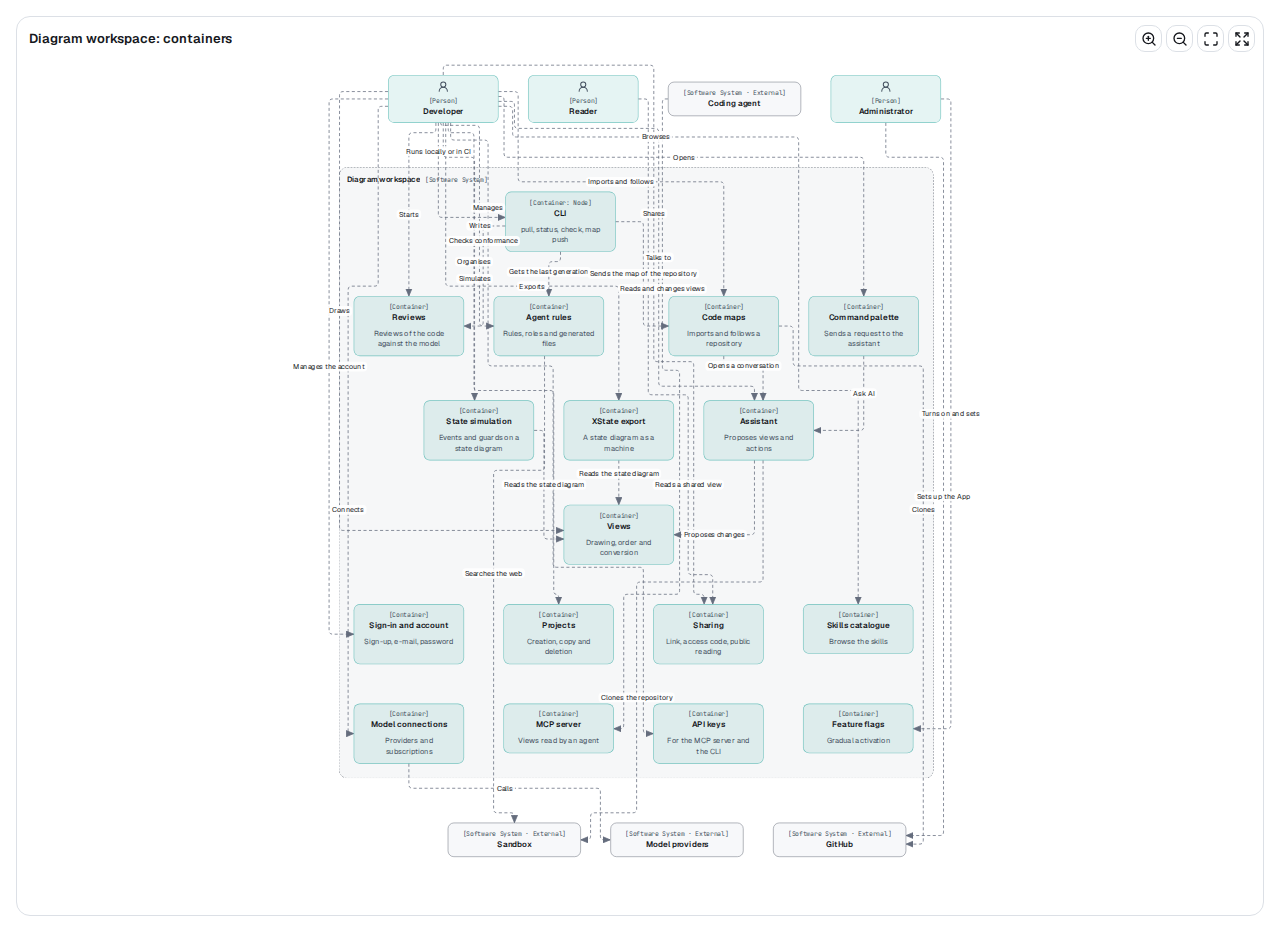 Diagram workspace: containers
[Person]
Developer
[Person]
Reader
[Software System - External]
Coding agent
[Person]
Administrator
Browses
Runs locally or in CI
Opens
Diagram workspace [Software System]
Imports and follows
[Container: Node]
CLI
pull, status, check, map
push
Manages
Starts
Shares
Writes
Checks conformance
Talks to
Organises
Gets the last generation
Sends the map of the repository
Simulates
Exports
Reads and changes views
[Container]
Reviews
Reviews of the code
against the model
[Container]
Agent rules
Rules, roles and generated
files
[Container]
Code maps
Imports and follows a
repository
[Container]
Command palette
Sends a request to the
assistant
Draws
Manages the account
Opens a conversation
Ask AI
[Container]
State simulation
Events and guards on a
state diagram
[Container]
XState export
A state diagram as a
machine
[Container]
Assistant
Proposes views and
actions
Turns on and sets
Reads the state diagram
Reads the state diagram
Reads a shared view
Sets up the App
Connects
Clones
[Container]
Views
Drawing, order and
conversion
Proposes changes
Searches the web
[Container]
Sign-in and account
Sign-up, e-mail, password
[Container]
Projects
Creation, copy and
deletion
[Container]
Sharing
Link, access code, public
reading
[Container]
Skills catalogue
Browse the skills
Clones the repository
[Container]
Model connections
Providers and
subscriptions
[Container]
MCP server
Views read by an agent
[Container]
API keys
For the MCP server and
the CLI
[Container]
Feature flags
Gradual activation
Calls
[Software System - External]
Sandbox
[Software System - External]
Model providers
[Software System - External]
GitHub